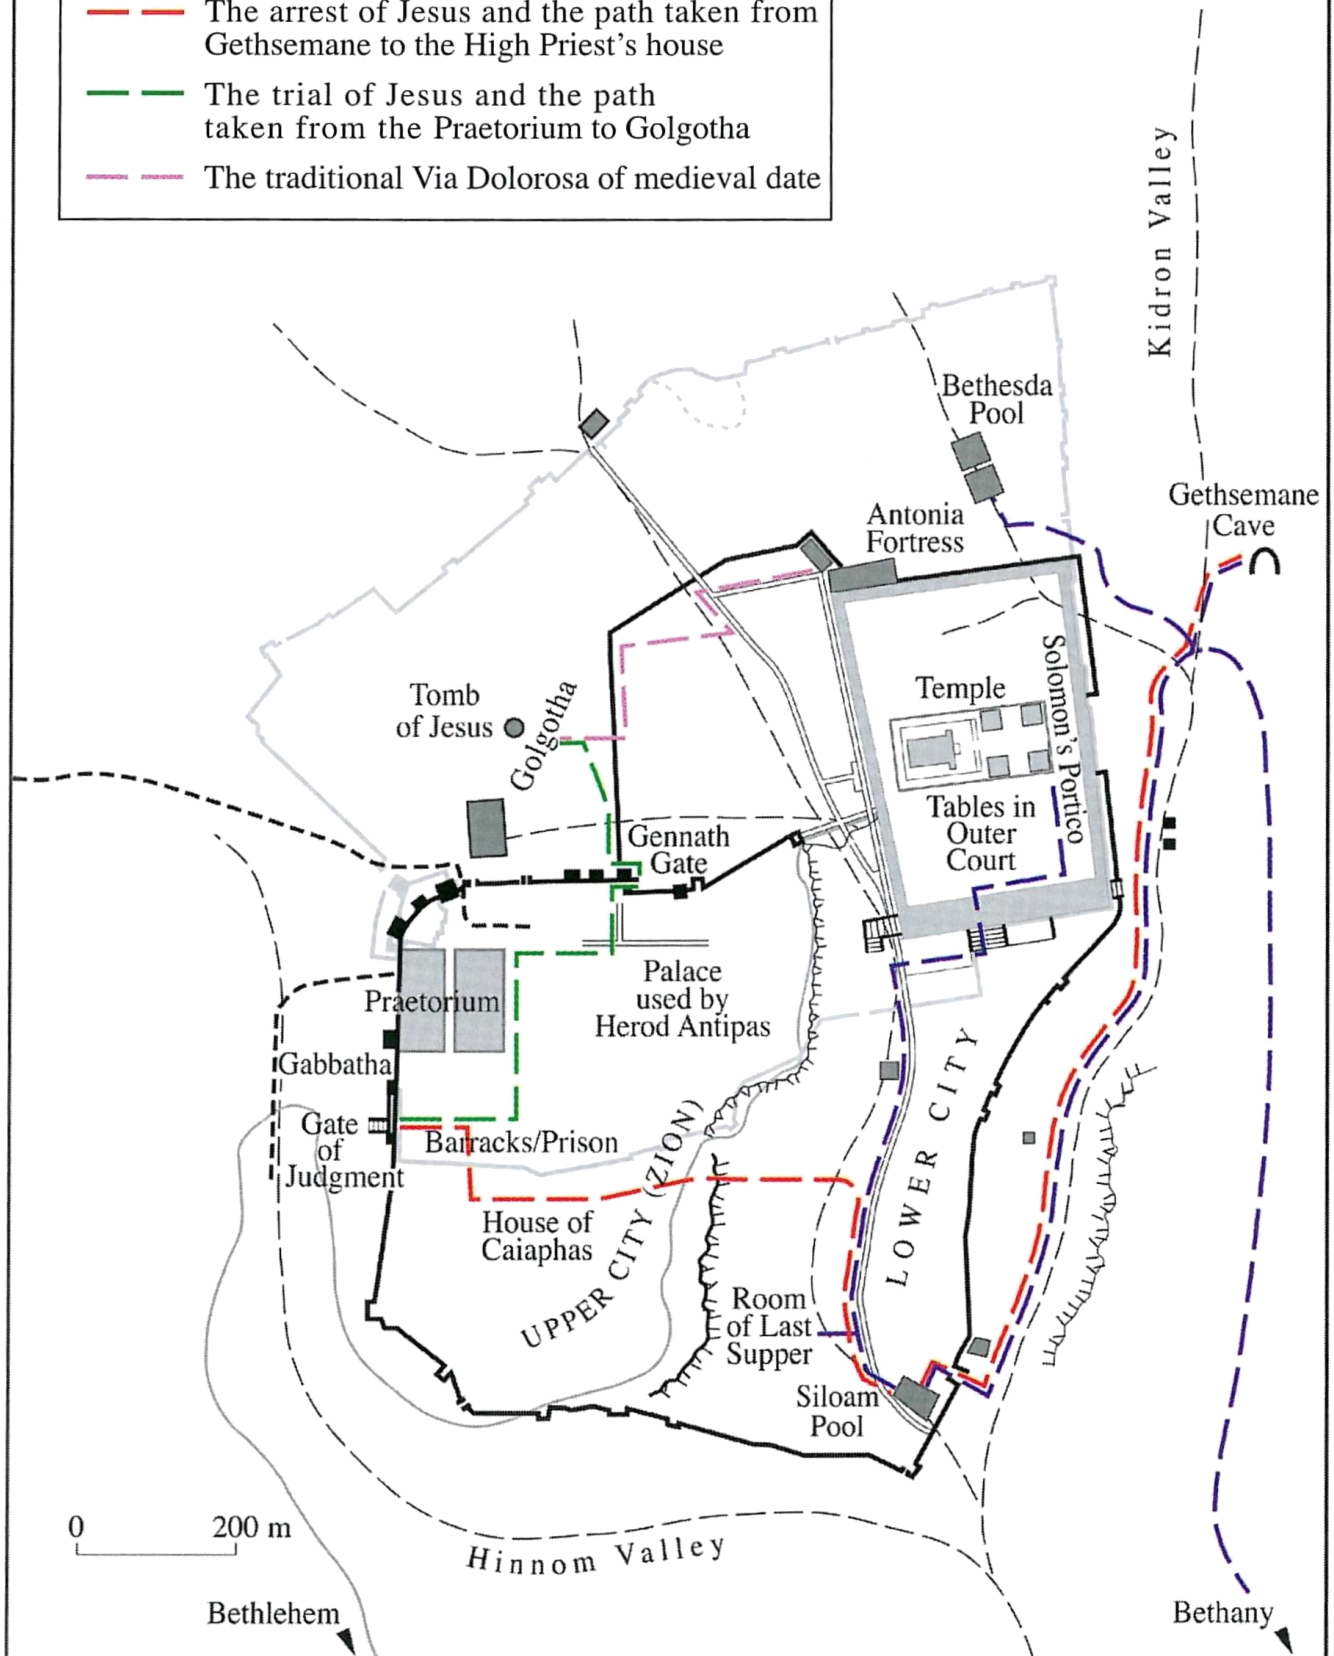 The arrest of Jesus and the path taken from
Gethsemane to the High Priest's house
The trial of Jesus and the path
taken from the Praetorium to Golgotha
The traditional Via Dolorosa of medieval date
Kidron Valley
Bethesda
Pool
Gethsemane
Cave
Antonia
Fortress
Tomb
of Jesus
Golgotha
Temple
Solomon's Portico
Tables in
Outer
Court
Gennath
Gate
Praetorium
Palace
used by
Herod Antipas
Gabbatha
Gate
of
Judgment
Barracks/Prison
House of
Caiaphas
UPPER CITY (ZION)
LOWER CITY
Room
of Last
Supper
Siloam
Pool
0 200 m
Hinnom Valley
Bethlehem
Bethany